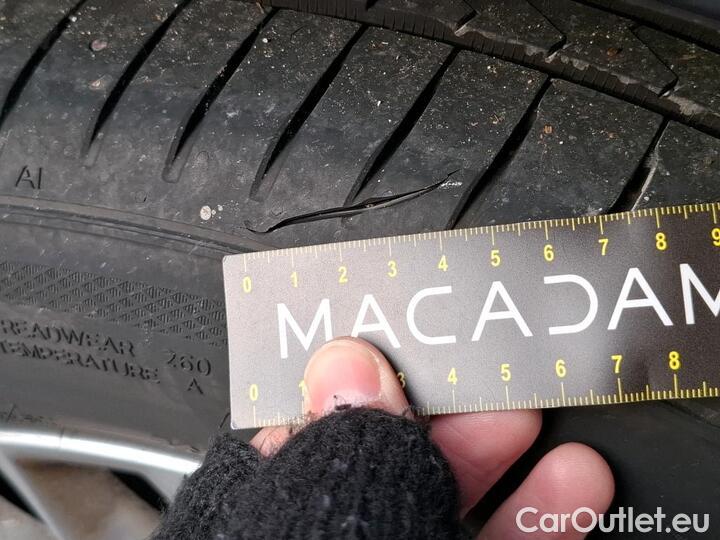 AI
0 1 2 3 4 5 6 7 8 9
MACADAM
READWEAR 260
TEMPERATURE A
0 3 4 5 6 7 8
CarOutlet.eu